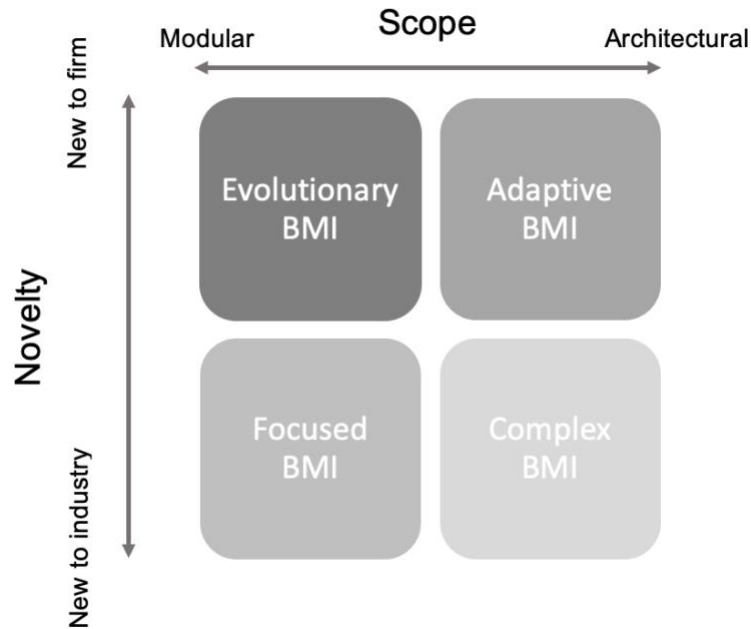 Scope
Modular
Architectural
New to firm
Novelty
New to industry
Evolutionary
BMI
Adaptive
BMI
Focused
BMI
Complex
BMI